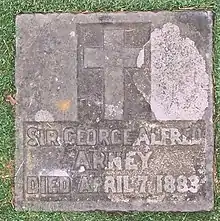 SIR GEORGE ALFRED
ARNEY
DIED APRIL 7, 1883